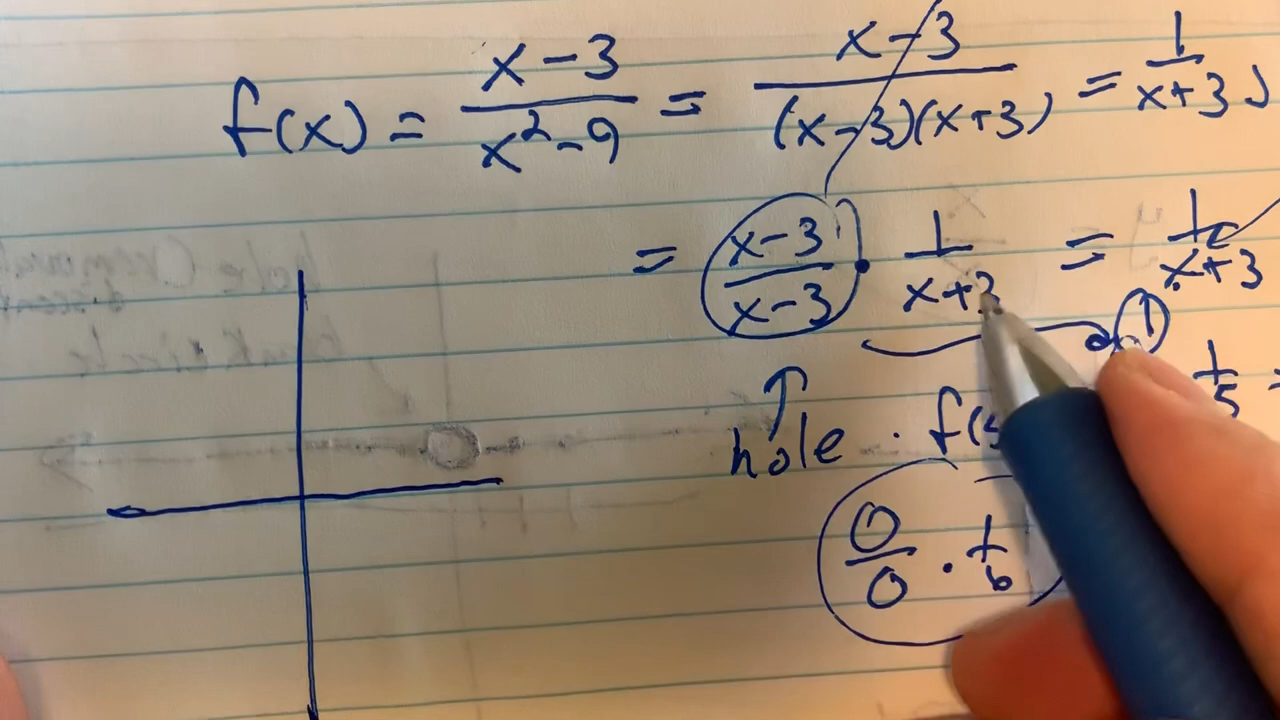 f(x) = (x-3)/(x²-9) = (x-3)/((x-3)(x+3)) = 1/(x+3)
= (x-3)/(x-3) · 1/(x+3) = 1/(x+3)
1/5
hole · f(
0/0 · 1/6